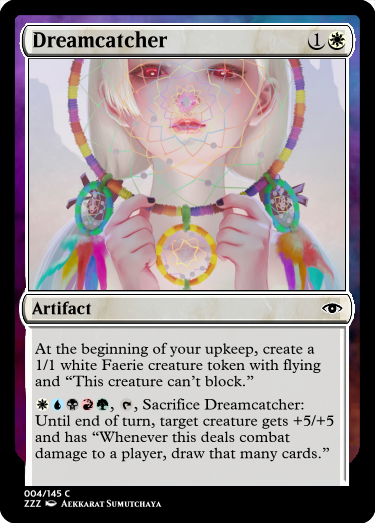 Dreamcatcher 1
Artifact
At the beginning of your upkeep, create a
1/1 white Faerie creature token with flying
and “This creature can’t block.”
, , Sacrifice Dreamcatcher:
Until end of turn, target creature gets +5/+5
and has “Whenever this deals combat
damage to a player, draw that many cards.”
004/145 C
ZZZ Aekkarat Sumutchaya